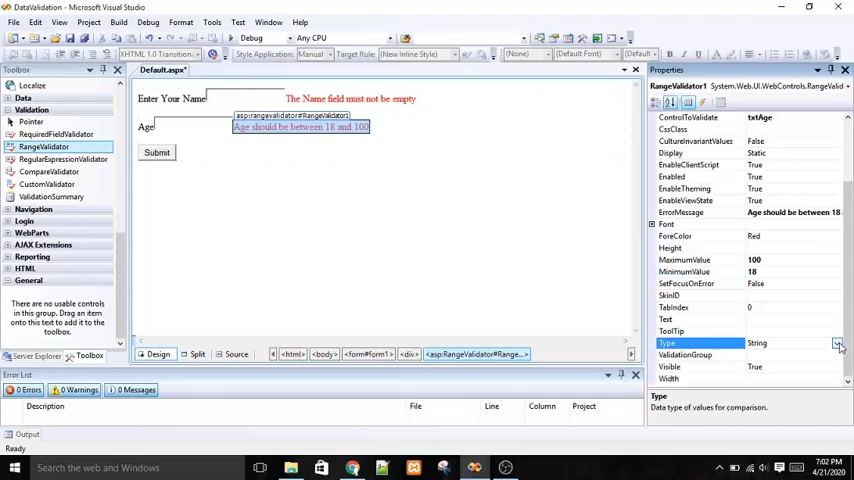 DataValidation - Microsoft Visual Studio
File Edit View Website Build Debug Format Tools Test Window Help
Debug Any CPU
XHTML 1.0 Transition Style Application: Manual Target Rule: (New Inline Style) (None) (Default Font) (Default
Toolbox
Localize
Data
Validation
Pointer
RequiredFieldValidator
RangeValidator
RegularExpressionValidator
CompareValidator
CustomValidator
ValidationSummary
Navigation
Login
WebParts
AJAX Extensions
Reporting
HTML
General
There are no usable controls
in this group. Drag an item
onto this text to add it to the
toolbox.
Server Explorer Toolbox
Default.aspx*
Enter Your Name The Name field must not be empty
asp:rangevalidator#RangeValidator1
Age Age should be between 18 and 100
Submit
Design Split Source <html> <body> <form#form1> <div> <asp:RangeValidator#Range...>
Properties
RangeValidator1 System.Web.UI.WebControls.RangeValid
ControlToValidate txtAge
CssClass
CultureInvariantValues False
Display Static
EnableClientScript True
Enabled True
EnableTheming True
EnableViewState True
ErrorMessage Age should be between 18
Font
ForeColor Red
Height
MaximumValue 100
MinimumValue 18
SetFocusOnError False
SkinID
TabIndex 0
Text
ToolTip
Type String
ValidationGroup
Visible True
Width
Type
Data type of values for comparison.
Error List
0 Errors 0 Warnings 0 Messages
Description File Line Column Project
Output
Ready
Search the web and Windows
7:02 PM
4/21/2020